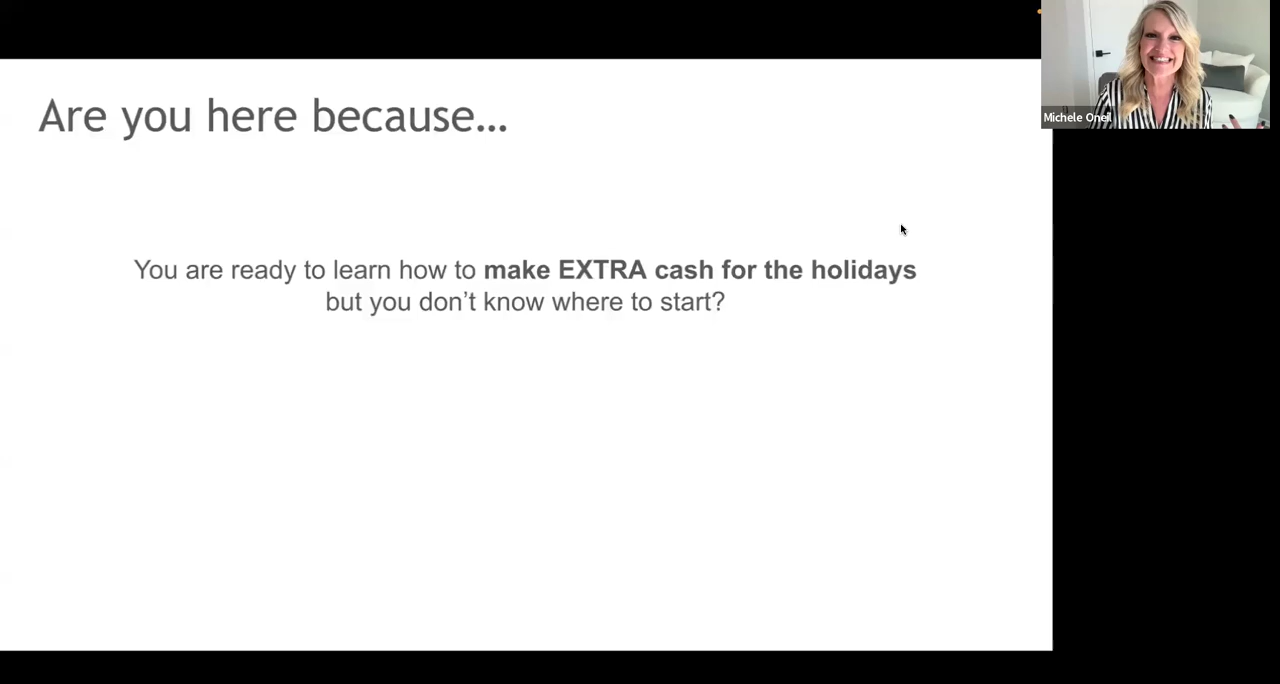 Are you here because…
You are ready to learn how to make EXTRA cash for the holidays
but you don’t know where to start?
Michele Oneil